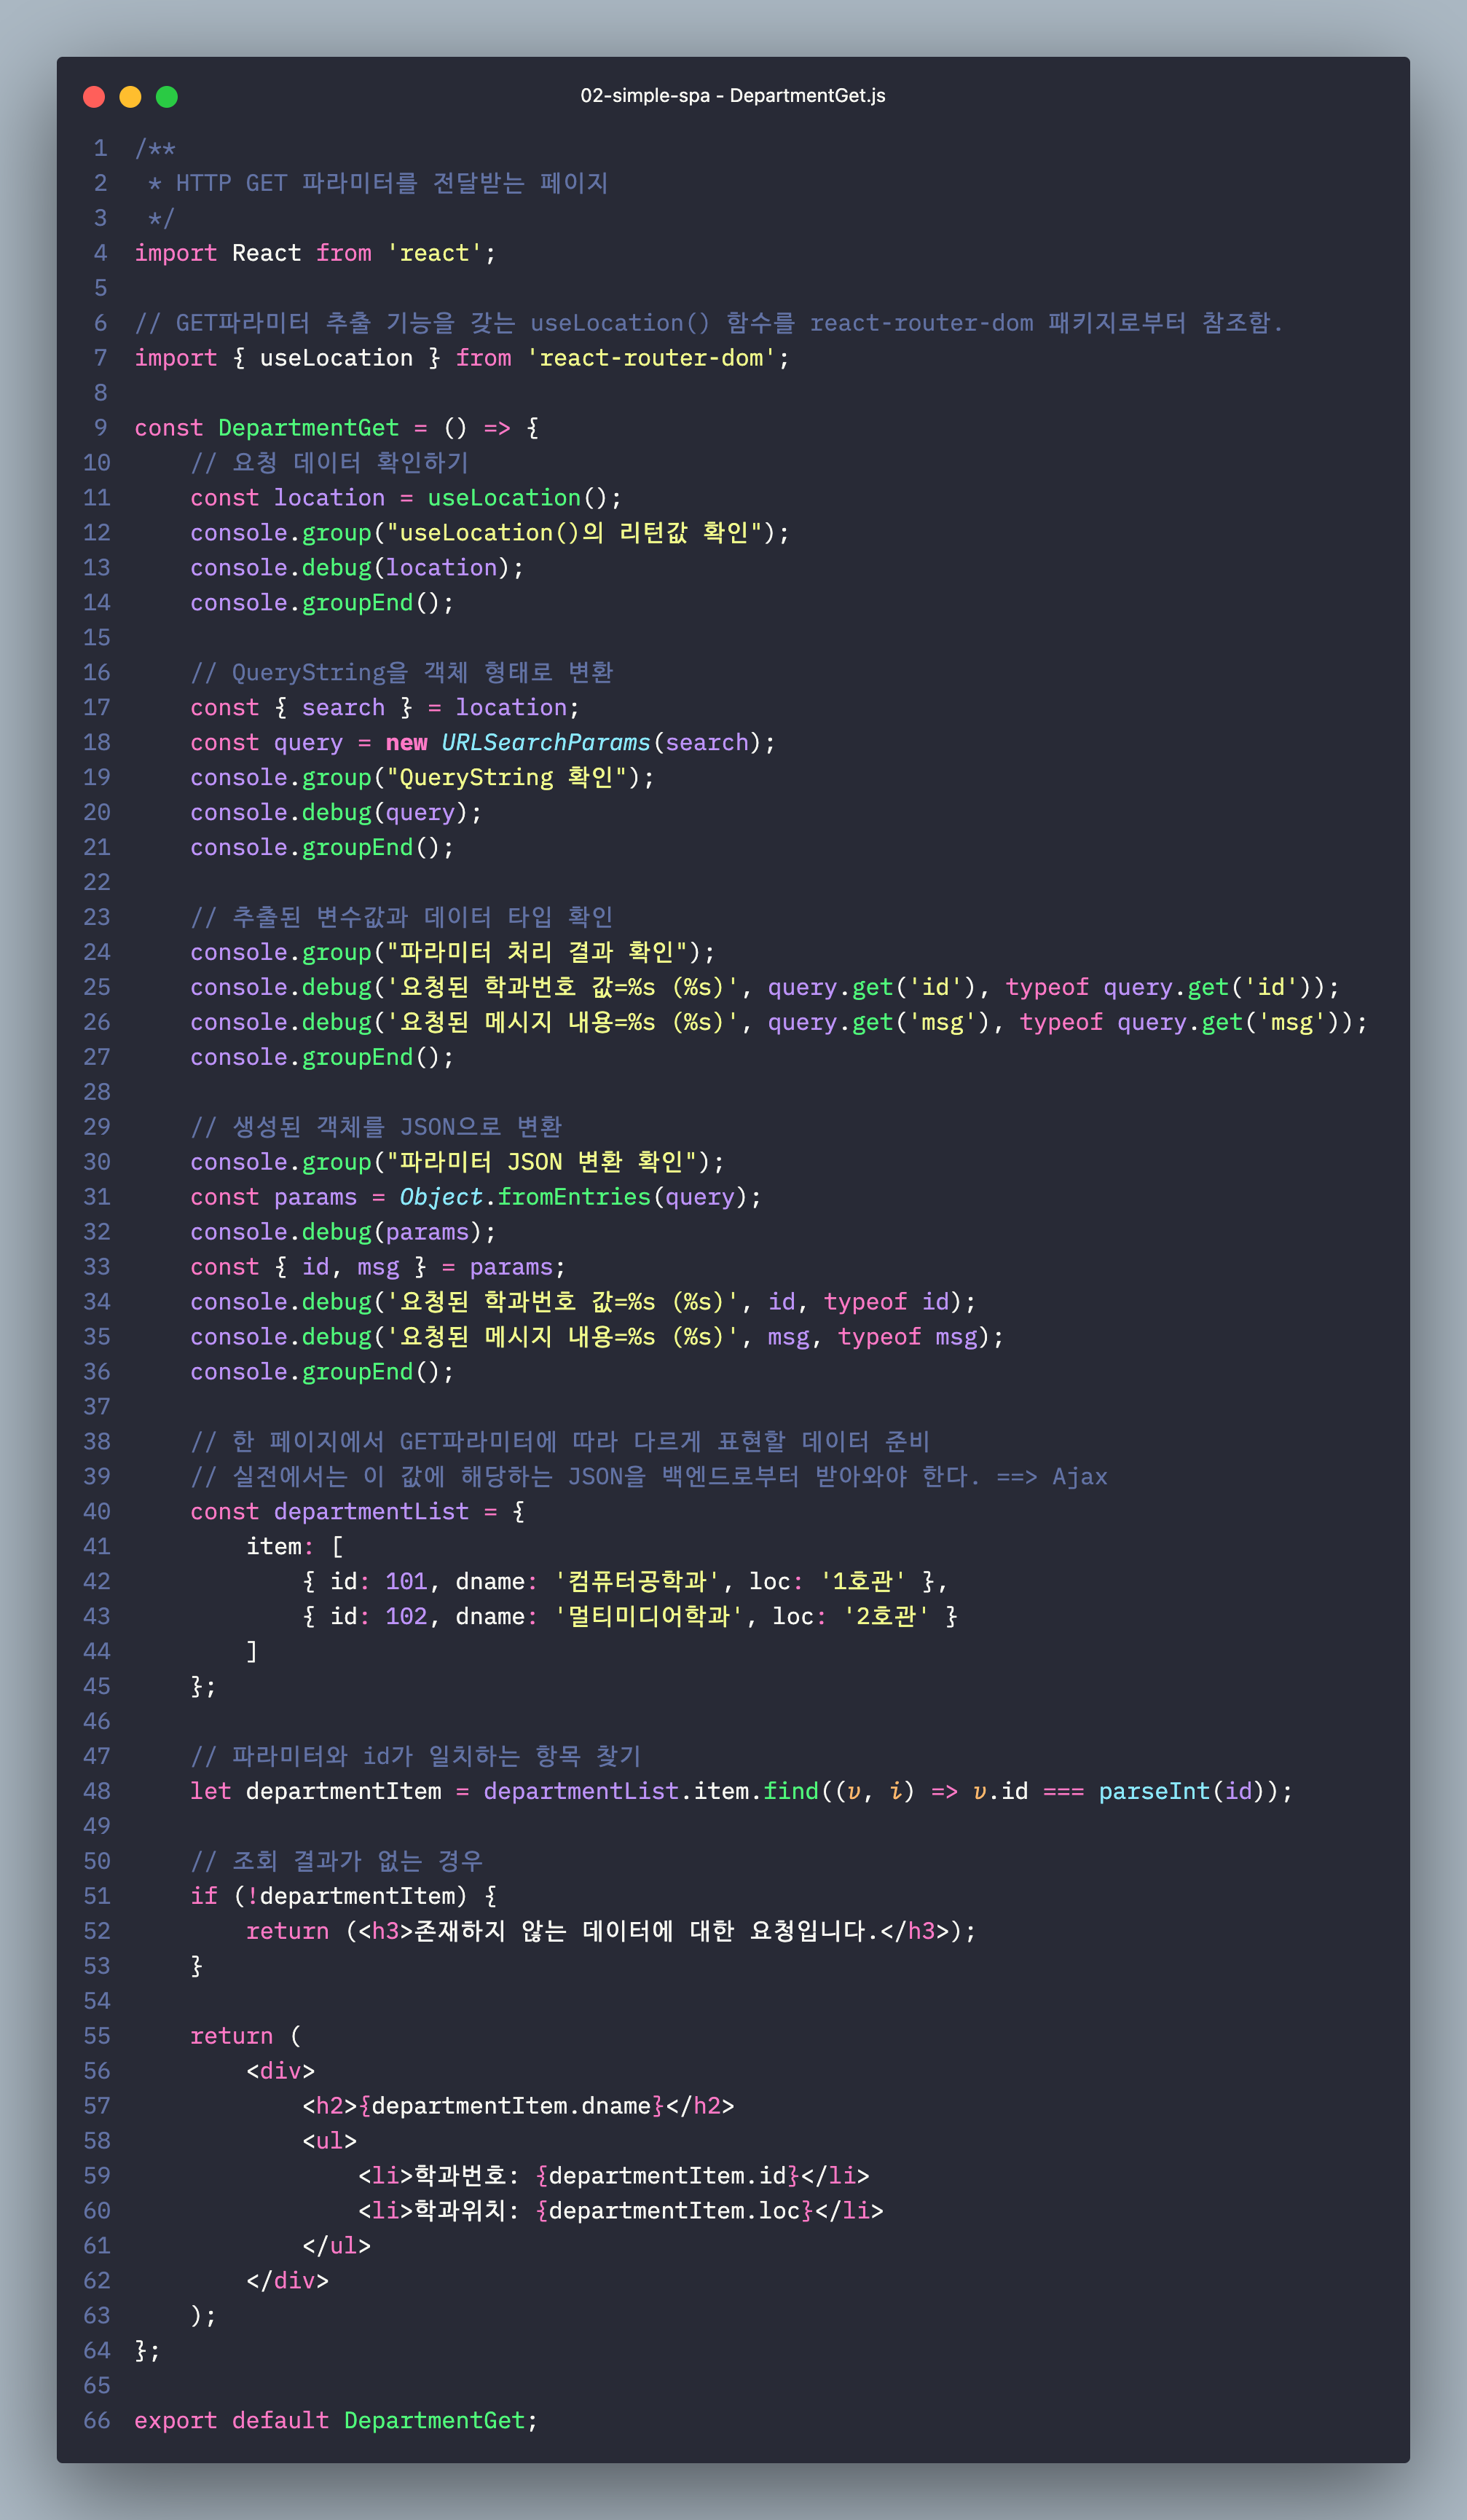 02-simple-spa - DepartmentGet.js
1 /**
2  * HTTP GET 파라미터를 전달받는 페이지
3  */
4 import React from 'react';
5
6 // GET파라미터 추출 기능을 갖는 useLocation() 함수를 react-router-dom 패키지로부터 참조함.
7 import { useLocation } from 'react-router-dom';
8
9 const DepartmentGet = () => {
10     // 요청 데이터 확인하기
11     const location = useLocation();
12     console.group("useLocation()의 리턴값 확인");
13     console.debug(location);
14     console.groupEnd();
15
16     // QueryString을 객체 형태로 변환
17     const { search } = location;
18     const query = new URLSearchParams(search);
19     console.group("QueryString 확인");
20     console.debug(query);
21     console.groupEnd();
22
23     // 추출된 변수값과 데이터 타입 확인
24     console.group("파라미터 처리 결과 확인");
25     console.debug('요청된 학과번호 값=%s (%s)', query.get('id'), typeof query.get('id'));
26     console.debug('요청된 메시지 내용=%s (%s)', query.get('msg'), typeof query.get('msg'));
27     console.groupEnd();
28
29     // 생성된 객체를 JSON으로 변환
30     console.group("파라미터 JSON 변환 확인");
31     const params = Object.fromEntries(query);
32     console.debug(params);
33     const { id, msg } = params;
34     console.debug('요청된 학과번호 값=%s (%s)', id, typeof id);
35     console.debug('요청된 메시지 내용=%s (%s)', msg, typeof msg);
36     console.groupEnd();
37
38     // 한 페이지에서 GET파라미터에 따라 다르게 표현할 데이터 준비
39     // 실전에서는 이 값에 해당하는 JSON을 백엔드로부터 받아와야 한다. ==> Ajax
40     const departmentList = {
41         item: [
42             { id: 101, dname: '컴퓨터공학과', loc: '1호관' },
43             { id: 102, dname: '멀티미디어학과', loc: '2호관' }
44         ]
45     };
46
47     // 파라미터와 id가 일치하는 항목 찾기
48     let departmentItem = departmentList.item.find((v, i) => v.id === parseInt(id));
49
50     // 조회 결과가 없는 경우
51     if (!departmentItem) {
52         return (<h3>존재하지 않는 데이터에 대한 요청입니다.</h3>);
53     }
54
55     return (
56         <div>
57             <h2>{departmentItem.dname}</h2>
58             <ul>
59                 <li>학과번호: {departmentItem.id}</li>
60                 <li>학과위치: {departmentItem.loc}</li>
61             </ul>
62         </div>
63     );
64 };
65
66 export default DepartmentGet;